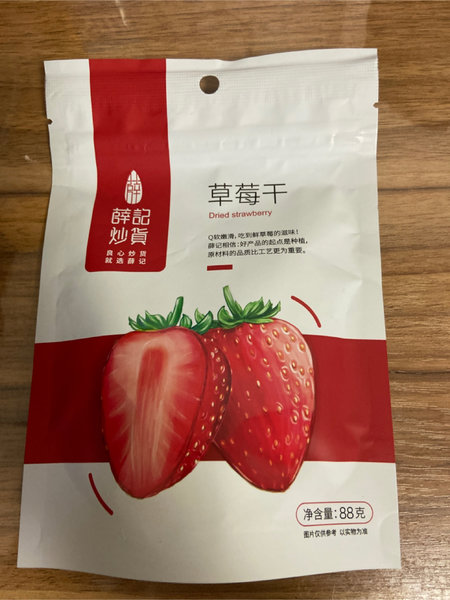 薛記
炒貨
良心炒货
就选薛记
草莓干
Dried strawberry
Q软嫩滑，吃到鲜草莓的滋味！
薛记相信：好产品的起点是种植，
原材料的品质比工艺更为重要。
净含量：88克
图片仅供参考 以实物为准